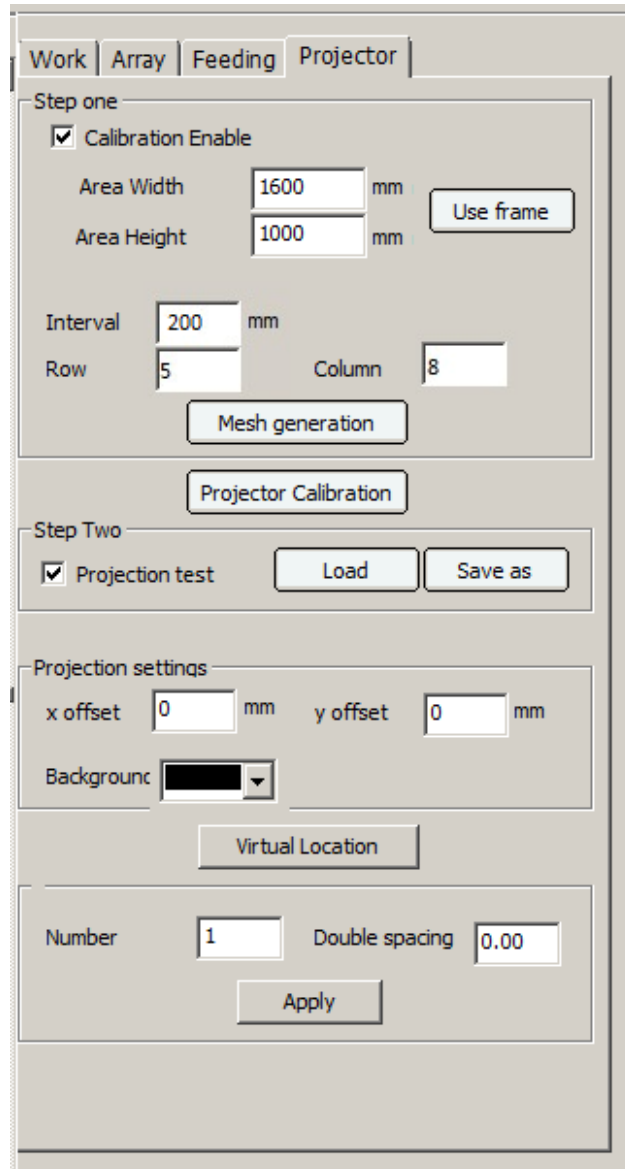 Work Array Feeding Projector
Step one
Calibration Enable
Area Width 1600 mm
Use frame
Area Height 1000 mm
Interval 200 mm
Row 5 Column 8
Mesh generation
Projector Calibration
Step Two
Projection test Load Save as
Projection settings
x offset 0 mm y offset 0 mm
Backgrounc
Virtual Location
Number 1 Double spacing 0.00
Apply